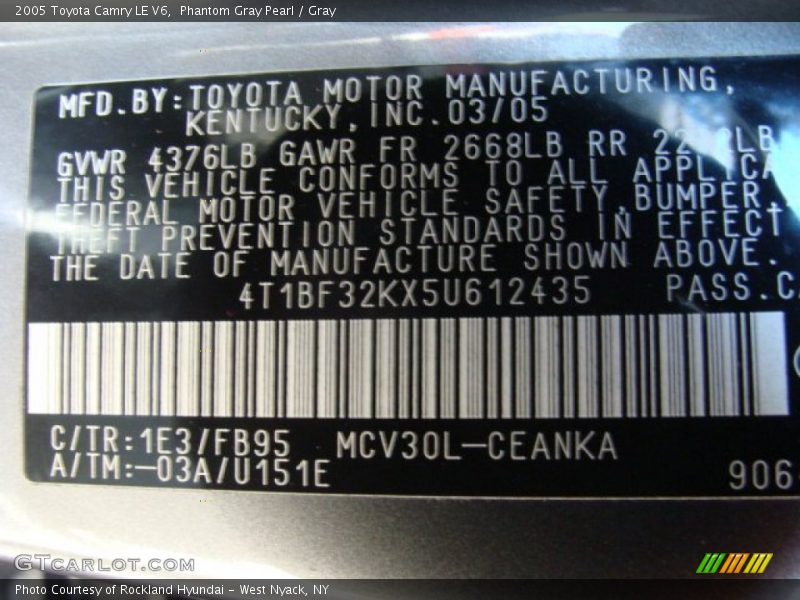 2005 Toyota Camry LE V6,  Phantom Gray Pearl / Gray
MFD.BY:TOYOTA MOTOR MANUFACTURING,
KENTUCKY,INC.03/05
GVWR 4376LB GAWR FR 2668LB RR
THIS VEHICLE CONFORMS TO ALL
FEDERAL MOTOR VEHICLE SAFETY,BUMPER,
THEFT PREVENTION STANDARDS IN EFFECT
THE DATE OF MANUFACTURE SHOWN ABOVE.
4T1BF32KX5U612435 PASS.
C/TR:1E3/FB95 MCV30L-CEANKA
A/TM:-03A/U151E
906
GTCARLOT.COM
Photo Courtesy of Rockland Hyundai - West Nyack, NY